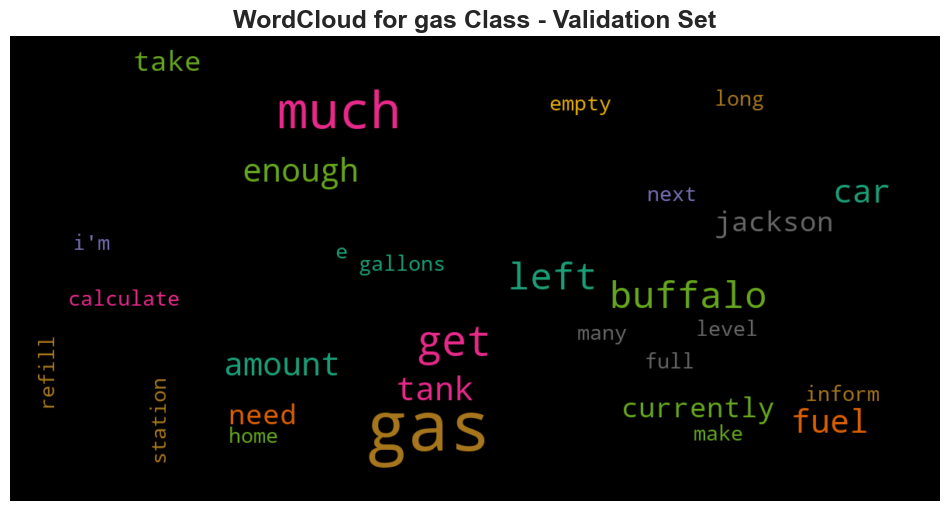 WordCloud for gas Class - Validation Set
take
much
empty
long
enough
next
car
jackson
i'm
e
gallons
left
calculate
buffalo
many
level
get
refill
amount
full
tank
station
inform
need
currently
fuel
home
gas
make